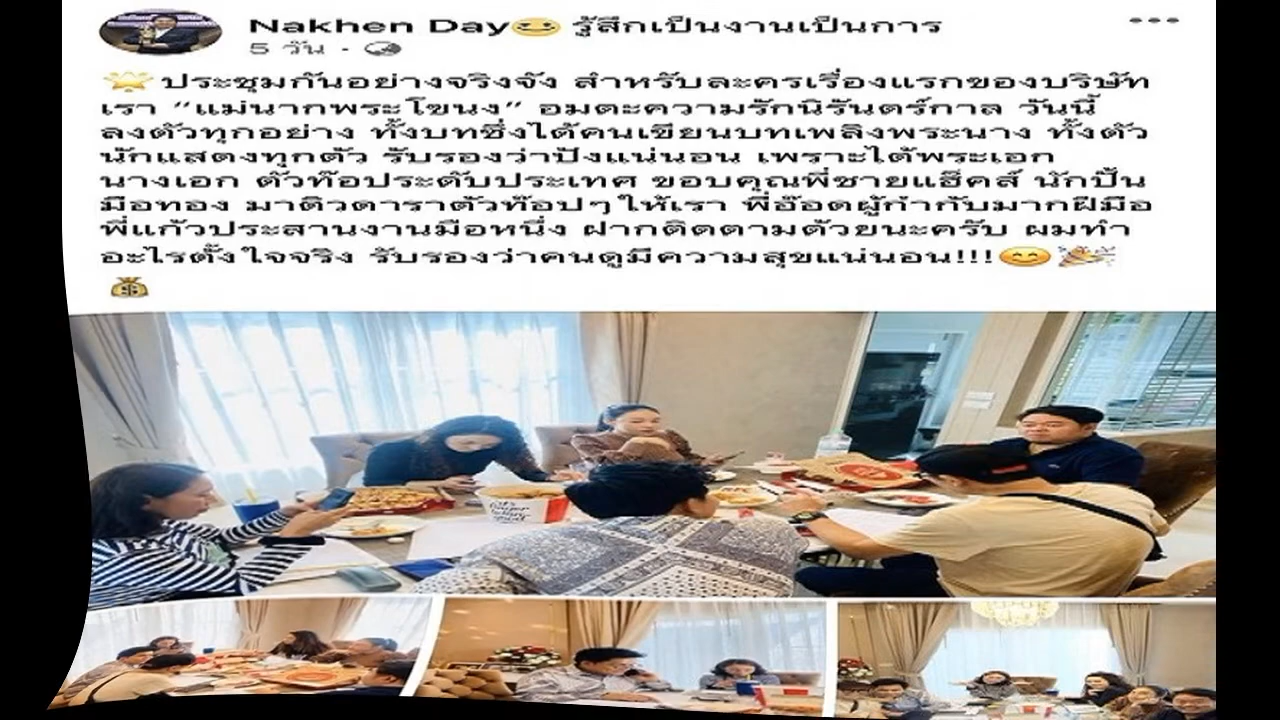 Nakhen Day รู้สึกเป็นงานเป็นการ
5 วัน ·
ประชุมกันอย่างจริงจัง สำหรับละครเรื่องแรกของบริษัท
เรา “แม่นากพระโขนง” อมตะความรักนิรันดร์กาล วันนี้
ลงตัวทุกอย่าง ทั้งบทซึ่งได้คนเขียนบทเพลิงพระนาง ทั้งตัว
นักแสดงทุกตัว รับรองว่าปังแน่นอน เพราะได้พระเอก
นางเอก ตัวท๊อประดับประเทศ ขอบคุณพี่ชายแฮ็คส์ นักปั้น
มือทอง มาดิวดาราตัวท๊อปๆให้เรา พี่อ๊อดผู้กำกับมากฝีมือ
พี่แก้วประสานงานมือหนึ่ง ฝากติดตามด้วยนะครับ ผมทำ
อะไรตั้งใจจริง รับรองว่าคนดูมีความสุขแน่นอน!!!